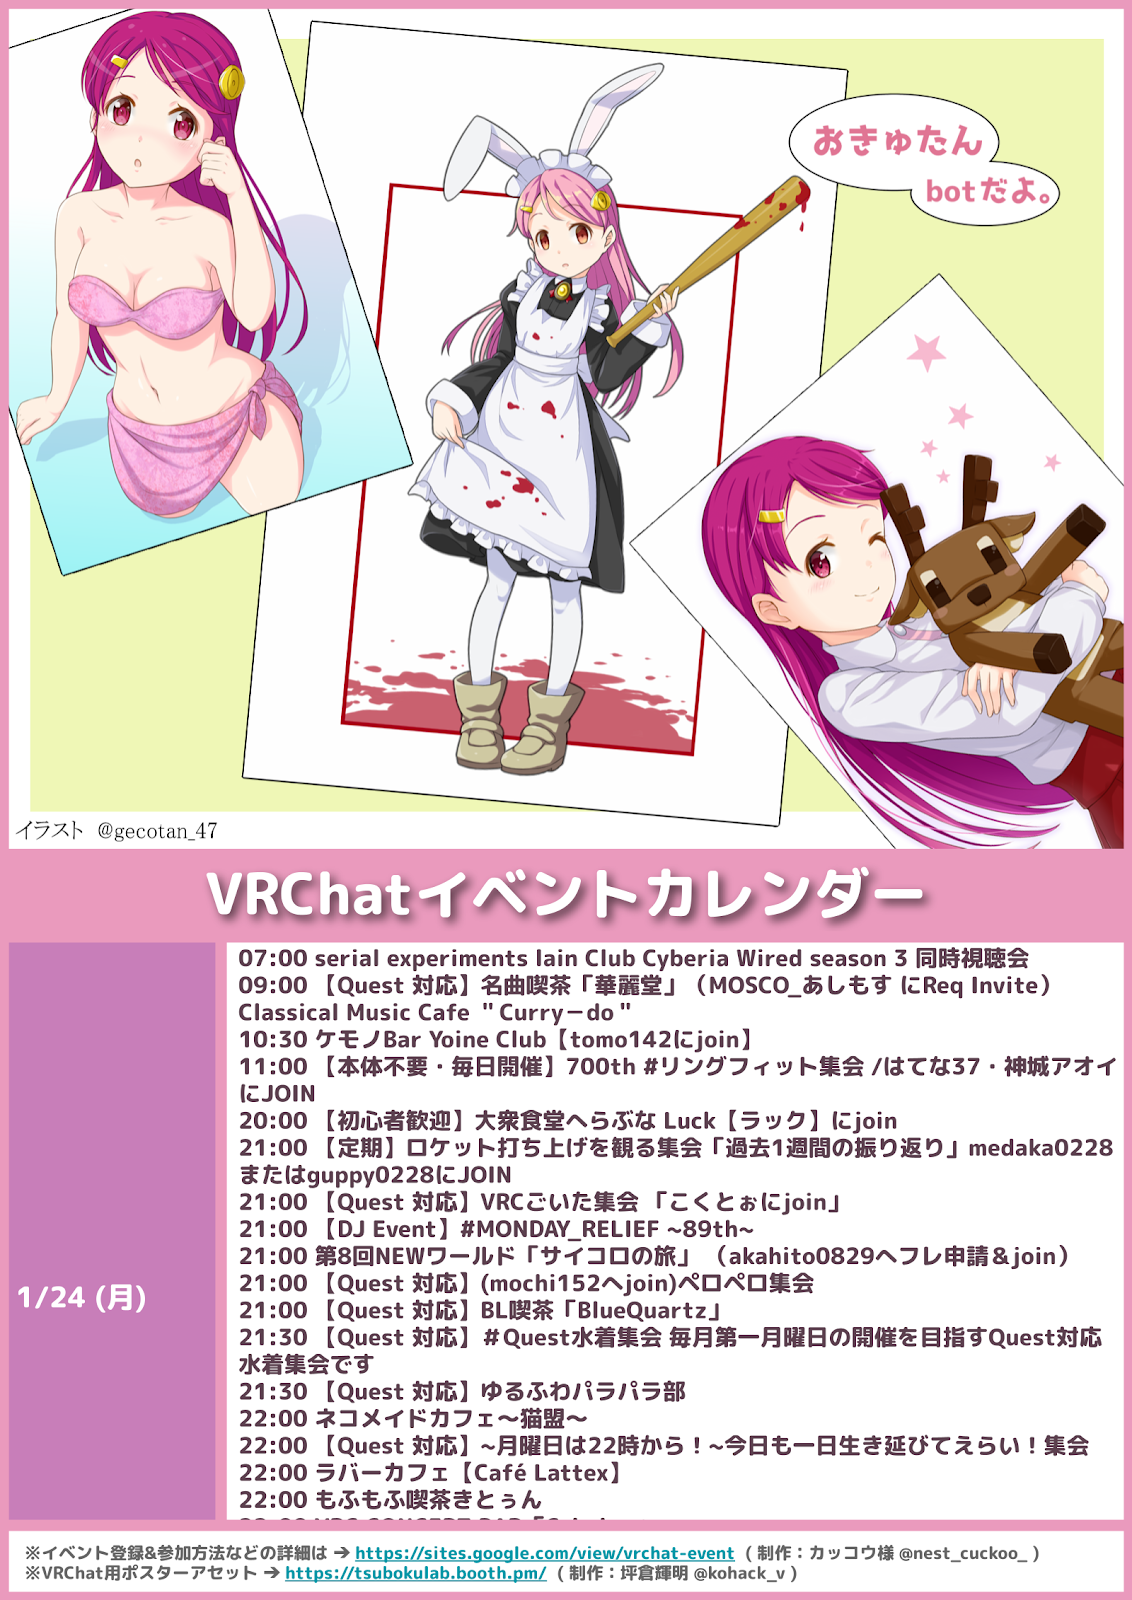 おきゅたん
botだよ。
イラスト @gecotan_47
VRChatイベントカレンダー
1/24 (月)
07:00 serial experiments lain Club Cyberia Wired season 3 同時視聴会
09:00 【Quest 対応】名曲喫茶「華麗堂」（MOSCO_あしもす にReq Invite）
Classical Music Cafe ＂Curry－do＂
10:30 ケモノBar Yoine Club【tomo142にjoin】
11:00 【本体不要・毎日開催】700th #リングフィット集会 /はてな37・神城アオイ
にJOIN
20:00 【初心者歓迎】大衆食堂へらぶな Luck【ラック】にjoin
21:00 【定期】ロケット打ち上げを観る集会「過去1週間の振り返り」medaka0228
またはguppy0228にJOIN
21:00 【Quest 対応】VRCごいた集会 「こくとぉにjoin」
21:00 【DJ Event】#MONDAY_RELIEF ~89th~
21:00 第8回NEWワールド「サイコロの旅」 （akahito0829へフレ申請＆join）
21:00 【Quest 対応】(mochi152へjoin)ペロペロ集会
21:00 【Quest 対応】BL喫茶「BlueQuartz」
21:30 【Quest 対応】＃Quest水着集会 毎月第一月曜日の開催を目指すQuest対応
水着集会です
21:30 【Quest 対応】ゆるふわパラパラ部
22:00 ネコメイドカフェ〜猫盟〜
22:00 【Quest 対応】~月曜日は22時から！~今日も一日生き延びてえらい！集会
22:00 ラバーカフェ【Café Lattex】
22:00 もふもふ喫茶きとぅん
※イベント登録&参加方法などの詳細は ➔ https://sites.google.com/view/vrchat-event （制作：カッコウ様 @nest_cuckoo_ ）
※VRChat用ポスターアセット ➔ https://tsubokulab.booth.pm/ （制作：坪倉輝明 @kohack_v ）